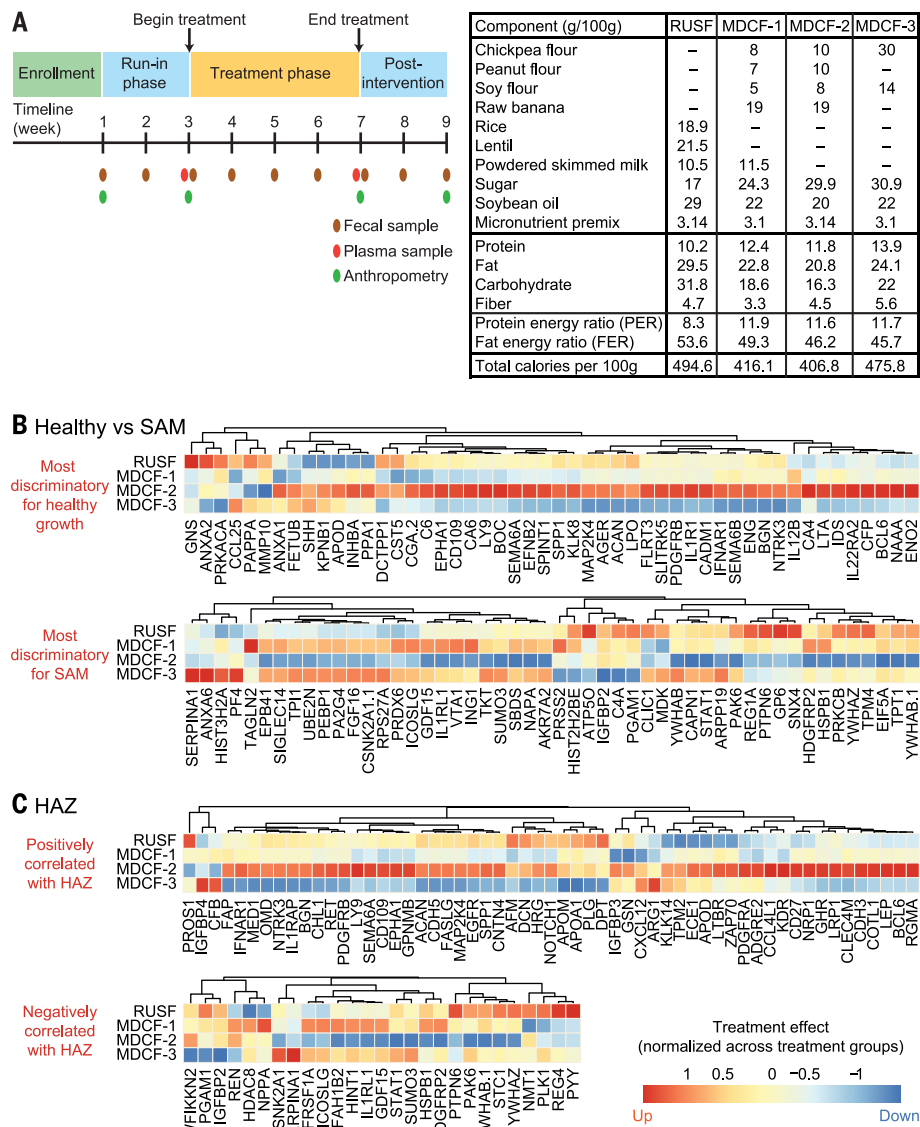 A
Begin treatment
End treatment
Enrollment
Run-in phase
Treatment phase
Post-intervention
Timeline (week)
1 2 3 4 5 6 7 8 9
Fecal sample
Plasma sample
Anthropometry
Component (g/100g) RUSF MDCF-1 MDCF-2 MDCF-3
Chickpea flour – 8 10 30
Peanut flour – 7 10 –
Soy flour – 5 8 14
Raw banana – 19 19 –
Rice 18.9 – – –
Lentil 21.5 – – –
Powdered skimmed milk 10.5 11.5 – –
Sugar 17 24.3 29.9 30.9
Soybean oil 29 22 20 22
Micronutrient premix 3.14 3.1 3.14 3.1
Protein 10.2 12.4 11.8 13.9
Fat 29.5 22.8 20.8 24.1
Carbohydrate 31.8 18.6 16.3 22
Fiber 4.7 3.3 4.5 5.6
Protein energy ratio (PER) 8.3 11.9 11.6 11.7
Fat energy ratio (FER) 53.6 49.3 46.2 45.7
Total calories per 100g 494.6 416.1 406.8 475.8
B Healthy vs SAM
Most discriminatory for healthy growth
RUSF
MDCF-1
MDCF-2
MDCF-3
GNS ANXA2 PRKACA CCL25 PAPPA MMP10 ANXA1 FETUB SHH KPNB1 APOD INHBA PPA1 DCTPP1 CST5 CGA.2 C6 EPHA1 CD109 CA6 LY9 BOC SEMA6A EFNB2 SPINT1 SPP1 KLK8 MAP2K4 AGER ACAN LPO FLRT3 SLITRK5 PDGFRB IL1R1 CADM1 IFNAR1 SEMA6B ENG BGN NTRK3 IL12B CA4 LTA IDS IL22RA2 CFP BCL6 NAAA ENO2
Most discriminatory for SAM
RUSF
MDCF-1
MDCF-2
MDCF-3
SERPINA1 ANXA6 HIST3H2A PF4 TAGLN2 EPB41 SIGLEC14 TPI1 UBE2N PEBP1 PA2G4 FGF16 CSNK2A1.1 RPS27A PRDX6 ICOSLG GDF15 IL1RL1 VTA1 ING1 TKT SUMO3 SBDS NAPA AKR7A2 PRSS2 HIST2H2BE ATP5O IGFBP2 C4A PGAM1 CLIC1 MDK YWHAB CAPN1 STAT1 ARPP19 PAK6 REG1A PTPN6 GP6 SNX4 HDGFRP2 HSPB1 PRKCB YWHAZ TPM4 EIF5A TPT1 YWHAB.1
C HAZ
Positively correlated with HAZ
RUSF
MDCF-1
MDCF-2
MDCF-3
PROS1 IGFBP4 CFB FAP IFNAR1 MEPE OMD NTRK3 IL1RAP BGN CHL1 RET PDGFRB LY9 SEMA6A CD109 EPHA1 GPNMB ACAN CDON FASLG MAP2K4 EGFR SPP1 CNTN4 AFM DCN HRG NOTCH1 APOM APOA1 PLG DPT IGFBP3 GSN CXCL12 ARG1 KLK14 TPM2 ECE1 APOD LTBR ZAP70 PDGFRA ADGRE2 CCL4L1 KDR CD27 NRP1 GHR LRP1 CLEC4M CDH3 COTL1 LEP BCL6 RGMA
Negatively correlated with HAZ
RUSF
MDCF-1
MDCF-2
MDCF-3
/FIKKN2 PGAM1 IGFBP2 REN HDAC8 NPPA SNK2A1 RPINA1 FRSF1A ICOSLG FAH1B2 HINT1 IL1RL1 GDF15 STAT1 SUMO3 HSPB1 DGFRP2 PTPN6 PAK6 WHAB.1 STC1 YWHAZ NMT1 PLK1 REG4 PYY
Treatment effect
(normalized across treatment groups)
1 0.5 0 −0.5 −1
Up Down